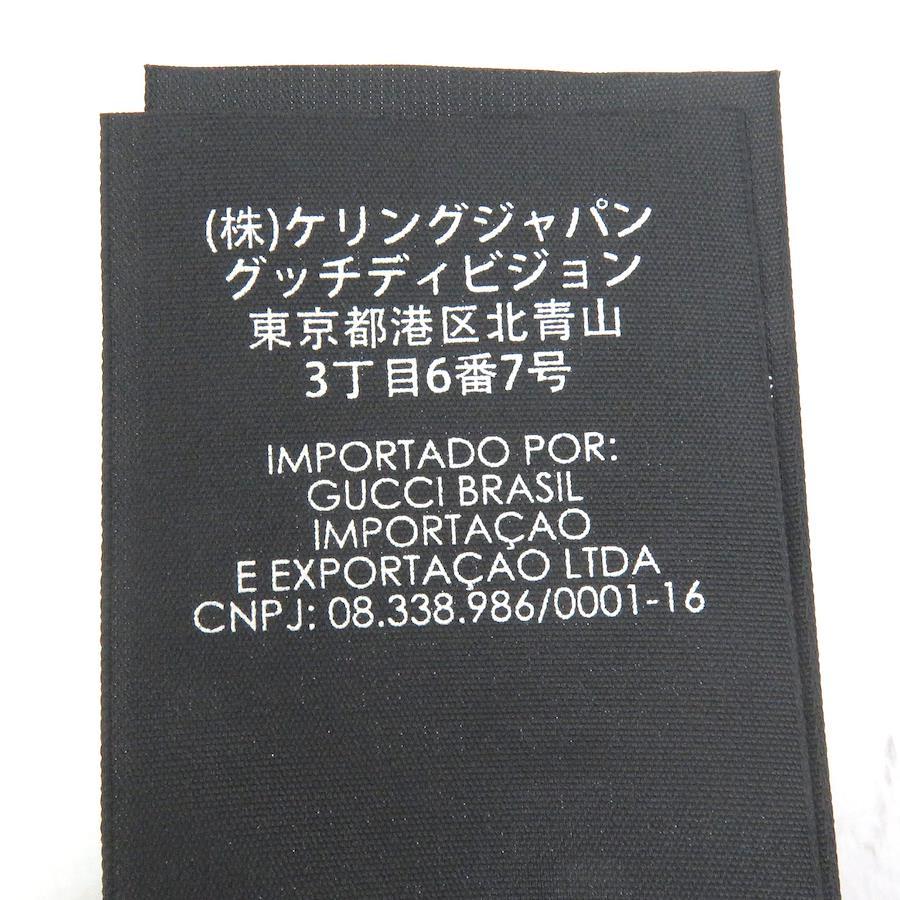 (株)ケリングジャパン
グッチディビジョン
東京都港区北青山
3丁目6番7号
IMPORTADO POR:
GUCCI BRASIL
IMPORTAÇAO
E EXPORTAÇAO LTDA
CNPJ: 08.338.986/0001-16